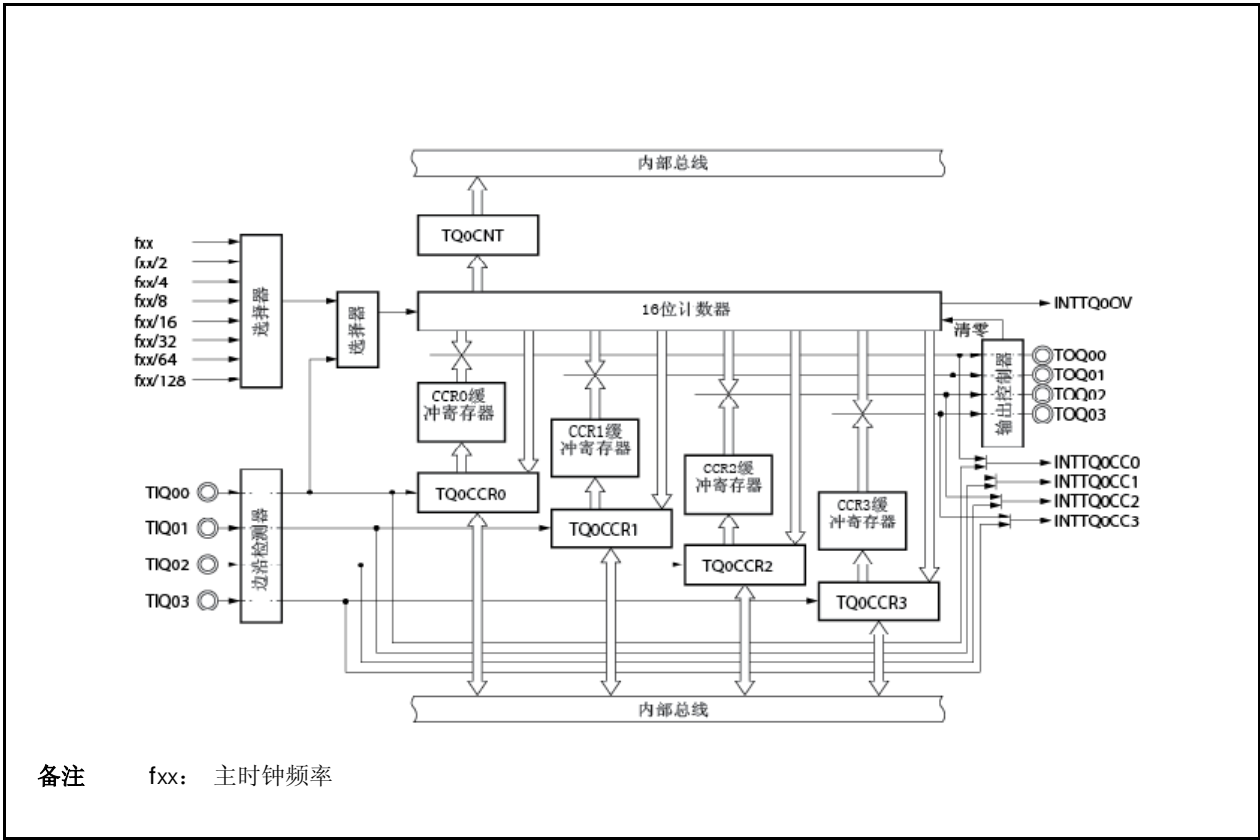 内部总线
TQ0CNT
fxx
fxx/2
fxx/4
fxx/8
fxx/16
fxx/32
fxx/64
fxx/128
选择器
选择器
16位计数器
INTTQ0OV
清零
输出控制器
TOQ00
TOQ01
TOQ02
TOQ03
CCR0缓
冲寄存器
CCR1缓
冲寄存器
CCR2缓
冲寄存器
CCR3缓
冲寄存器
INTTQ0CC0
INTTQ0CC1
INTTQ0CC2
INTTQ0CC3
TIQ00
TIQ01
TIQ02
TIQ03
边沿检测器
TQ0CCR0
TQ0CCR1
TQ0CCR2
TQ0CCR3
内部总线
备注 fxx： 主时钟频率